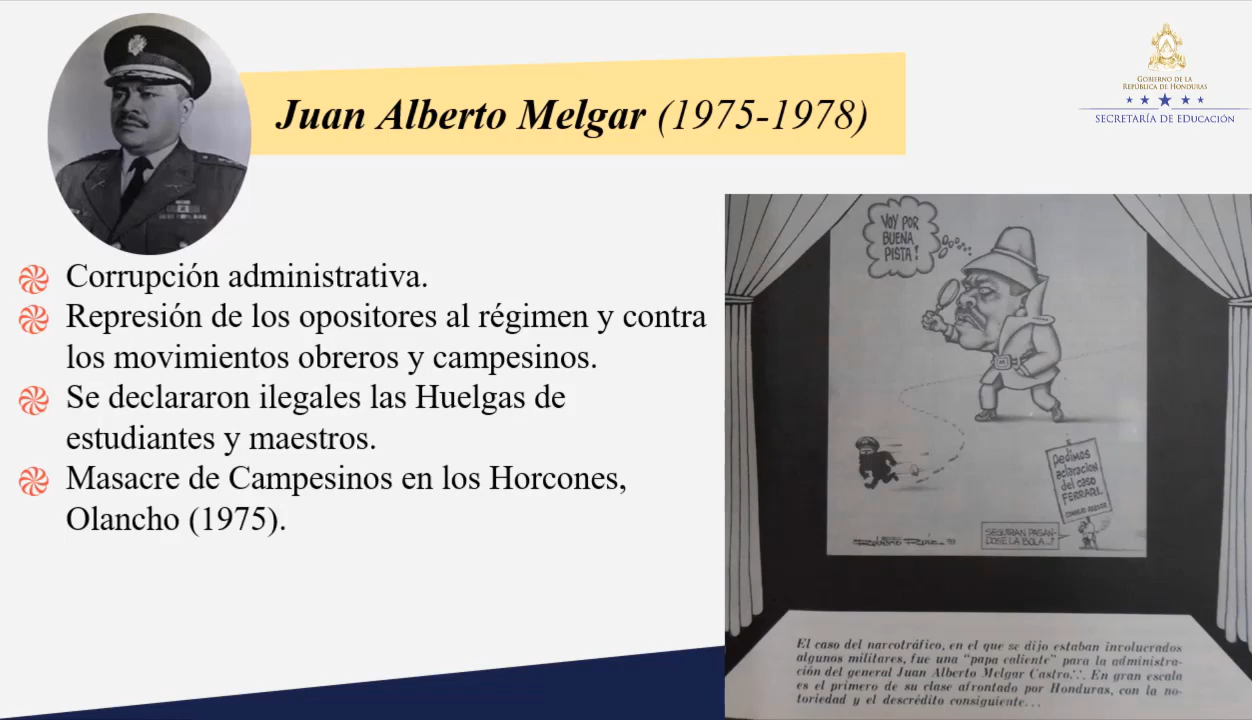 Juan Alberto Melgar (1975-1978)
GOBIERNO DE LA
REPÚBLICA DE HONDURAS
SECRETARÍA DE EDUCACIÓN
Corrupción administrativa.
Represión de los opositores al régimen y contra
los movimientos obreros y campesinos.
Se declararon ilegales las Huelgas de
estudiantes y maestros.
Masacre de Campesinos en los Horcones,
Olancho (1975).
VOY POR
BUENA
PISTA!
pedimos
aclaracion
del caso
FERRARI.
SEGUIRAN PASAN-
DOSE LA BOLA...!
El caso del narcotráfico, en el que se dijo estaban involucrados
algunos militares, fue una "papa caliente" para la administra-
ción del general Juan Alberto Melgar Castro.∵. En gran escala
es el primero de su clase afrontado por Honduras, con la no-
toriedad y el descrédito consiguiente...